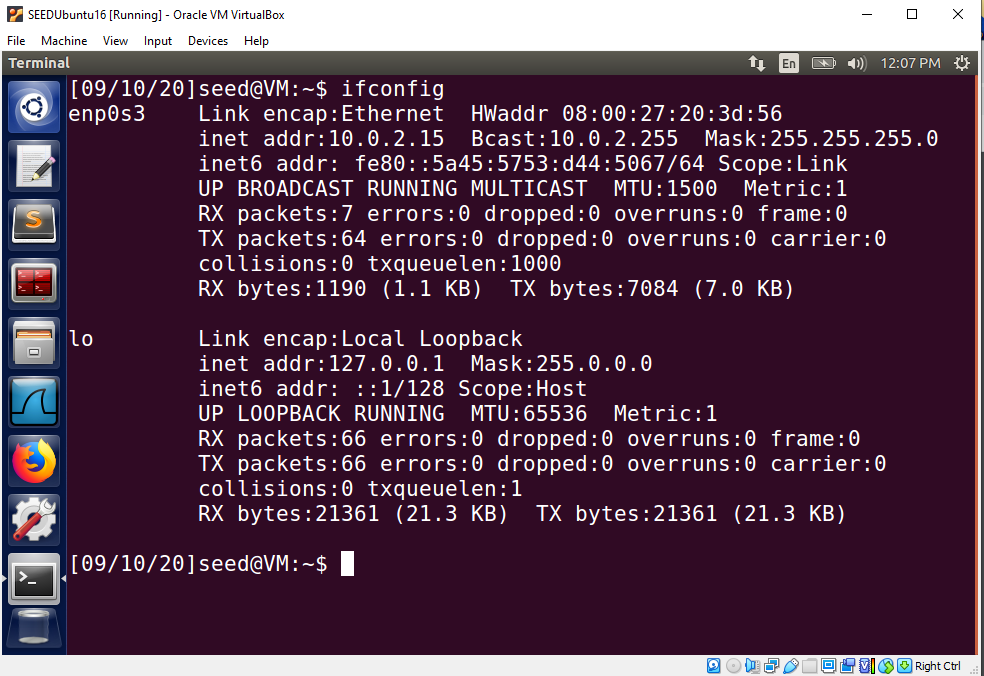 SEEDUbuntu16 [Running] - Oracle VM VirtualBox
File Machine View Input Devices Help
Terminal En 12:07 PM
[09/10/20]seed@VM:~$ ifconfig
enp0s3 Link encap:Ethernet HWaddr 08:00:27:20:3d:56
inet addr:10.0.2.15 Bcast:10.0.2.255 Mask:255.255.255.0
inet6 addr: fe80::5a45:5753:d44:5067/64 Scope:Link
UP BROADCAST RUNNING MULTICAST MTU:1500 Metric:1
RX packets:7 errors:0 dropped:0 overruns:0 frame:0
TX packets:64 errors:0 dropped:0 overruns:0 carrier:0
collisions:0 txqueuelen:1000
RX bytes:1190 (1.1 KB) TX bytes:7084 (7.0 KB)
lo Link encap:Local Loopback
inet addr:127.0.0.1 Mask:255.0.0.0
inet6 addr: ::1/128 Scope:Host
UP LOOPBACK RUNNING MTU:65536 Metric:1
RX packets:66 errors:0 dropped:0 overruns:0 frame:0
TX packets:66 errors:0 dropped:0 overruns:0 carrier:0
collisions:0 txqueuelen:1
RX bytes:21361 (21.3 KB) TX bytes:21361 (21.3 KB)
[09/10/20]seed@VM:~$
Right Ctrl